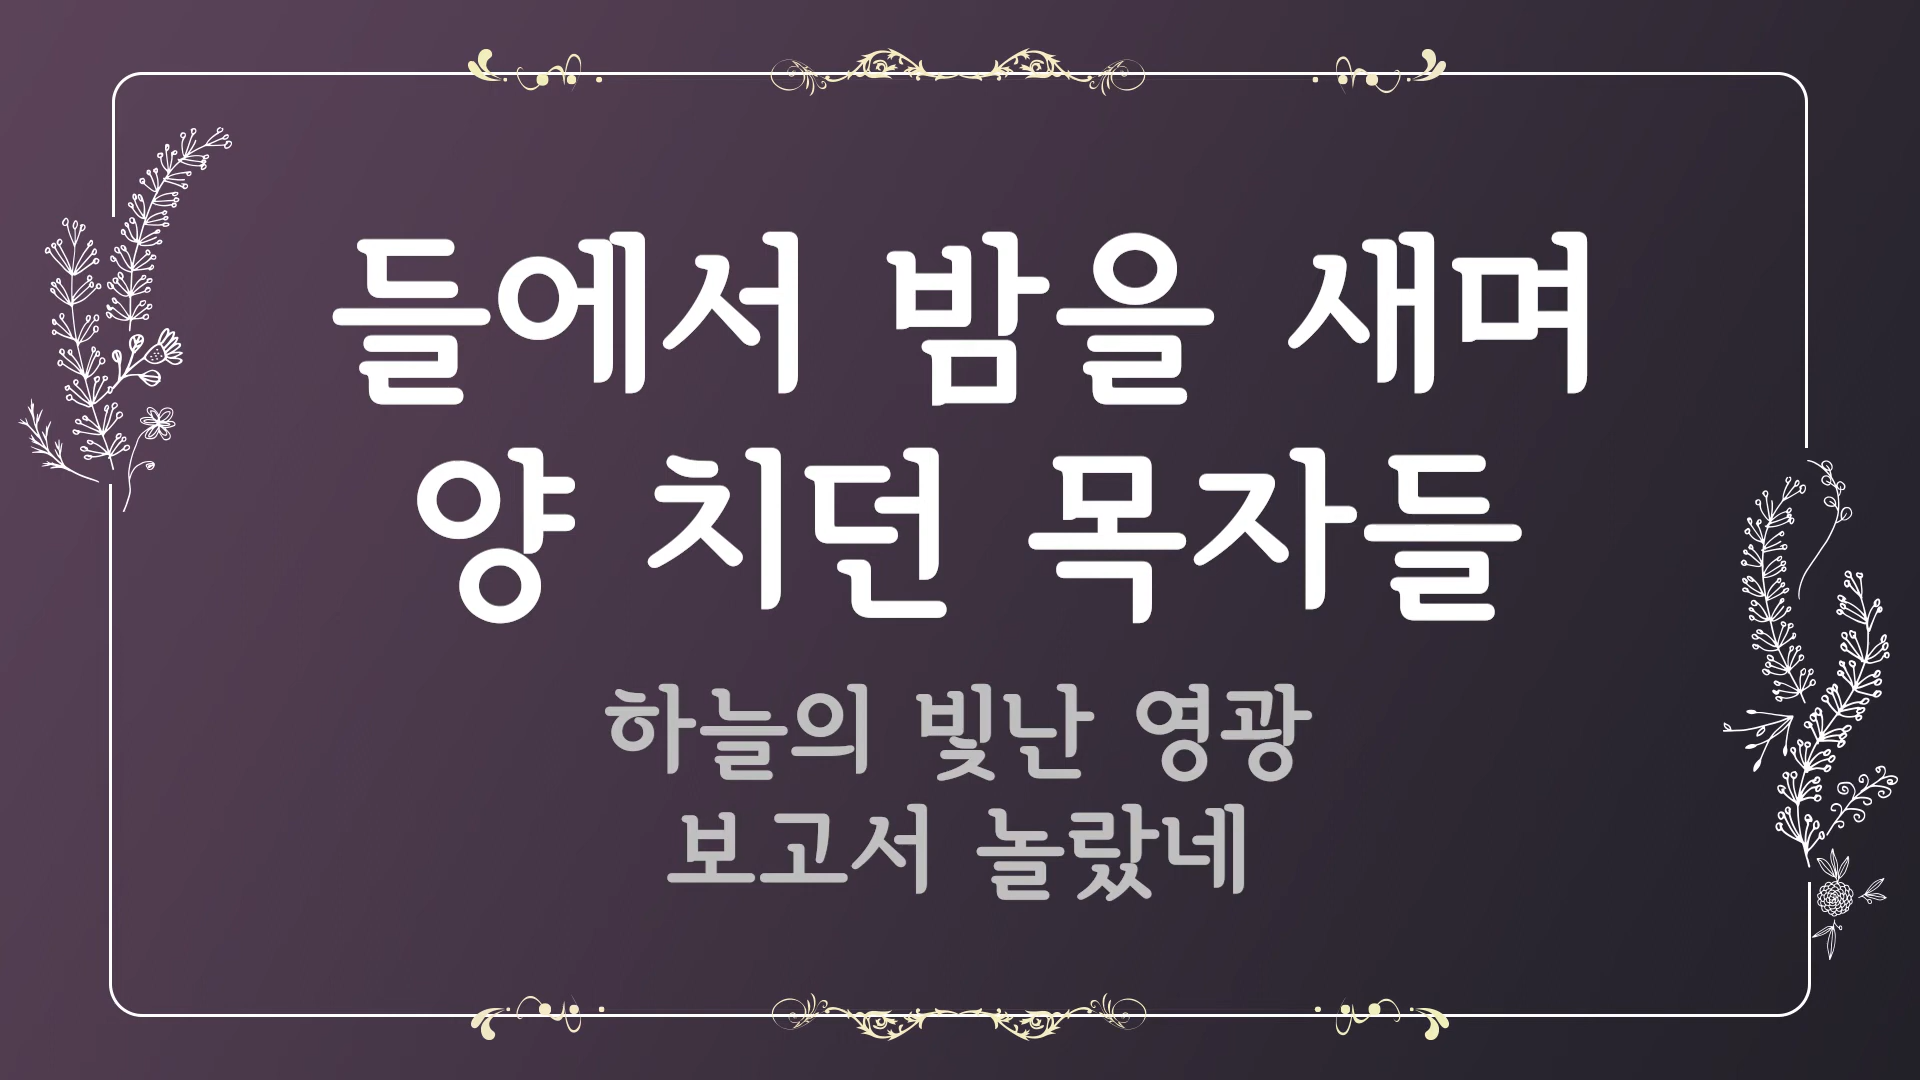 들에서 밤을 새며
양 치던 목자들
하늘의 빛난 영광
보고서 놀랐네